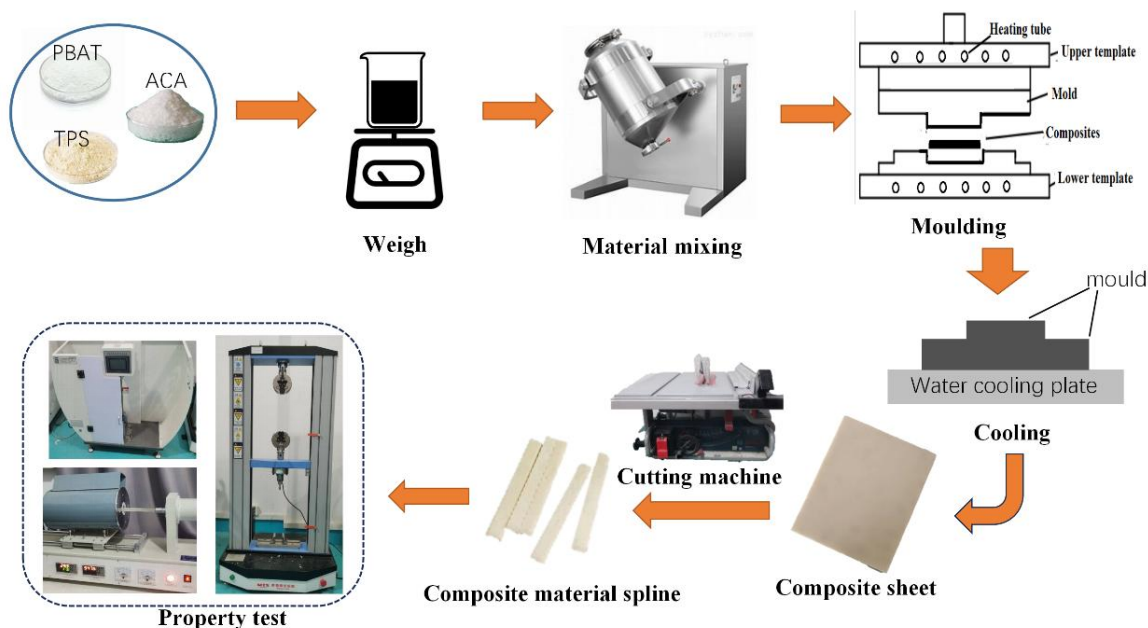 PBAT
ACA
TPS
Weigh
Material mixing
Heating tube
Upper template
Mold
Composites
Lower template
Moulding
mould
Water cooling plate
Cooling
Cutting machine
Composite sheet
Composite material spline
Property test